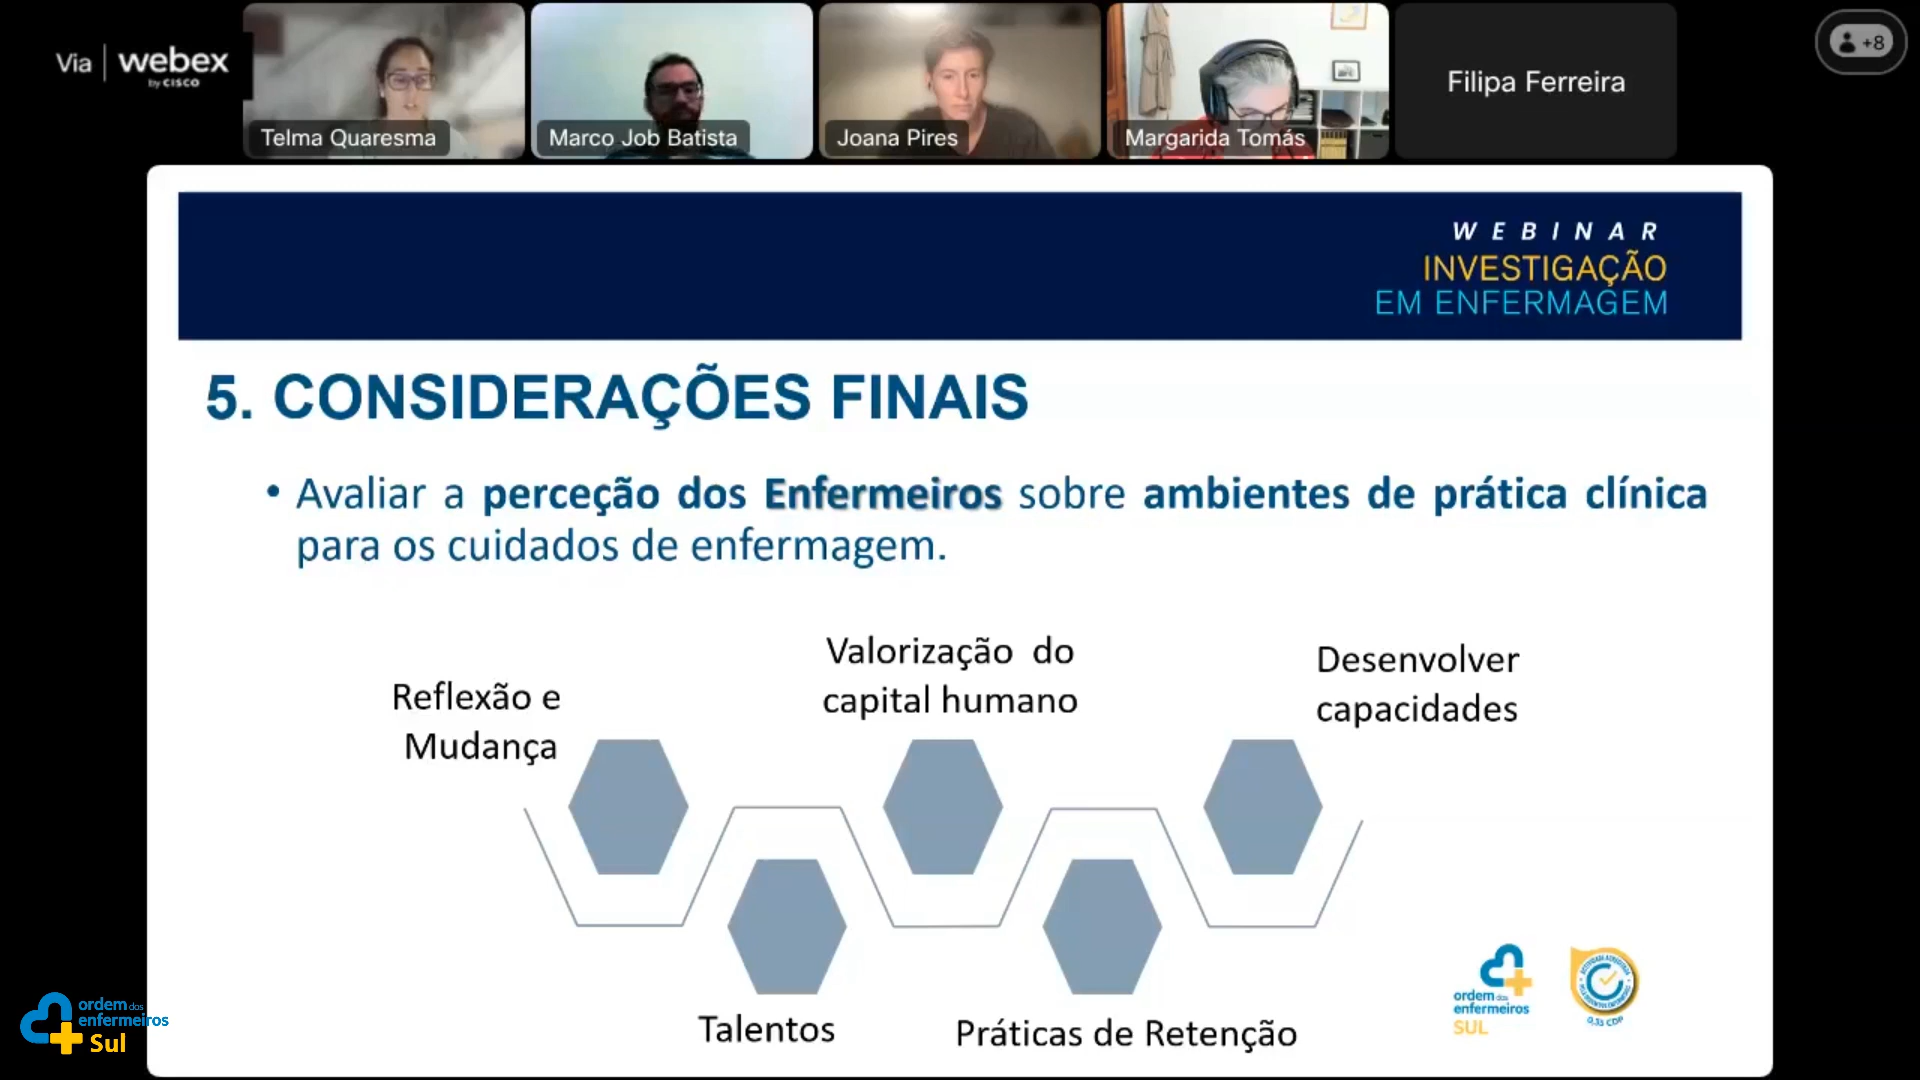 Via webex
by CISCO
Telma Quaresma
Marco Job Batista
Joana Pires
Margarida Tomás
Filipa Ferreira
+8
WEBINAR
INVESTIGAÇÃO
EM ENFERMAGEM
5. CONSIDERAÇÕES FINAIS
• Avaliar a perceção dos Enfermeiros sobre ambientes de prática clínica
para os cuidados de enfermagem.
Reflexão e
Mudança
Valorização do
capital humano
Desenvolver
capacidades
Talentos
Práticas de Retenção
ordem dos
enfermeiros
SUL
ordem dos
enfermeiros
Sul